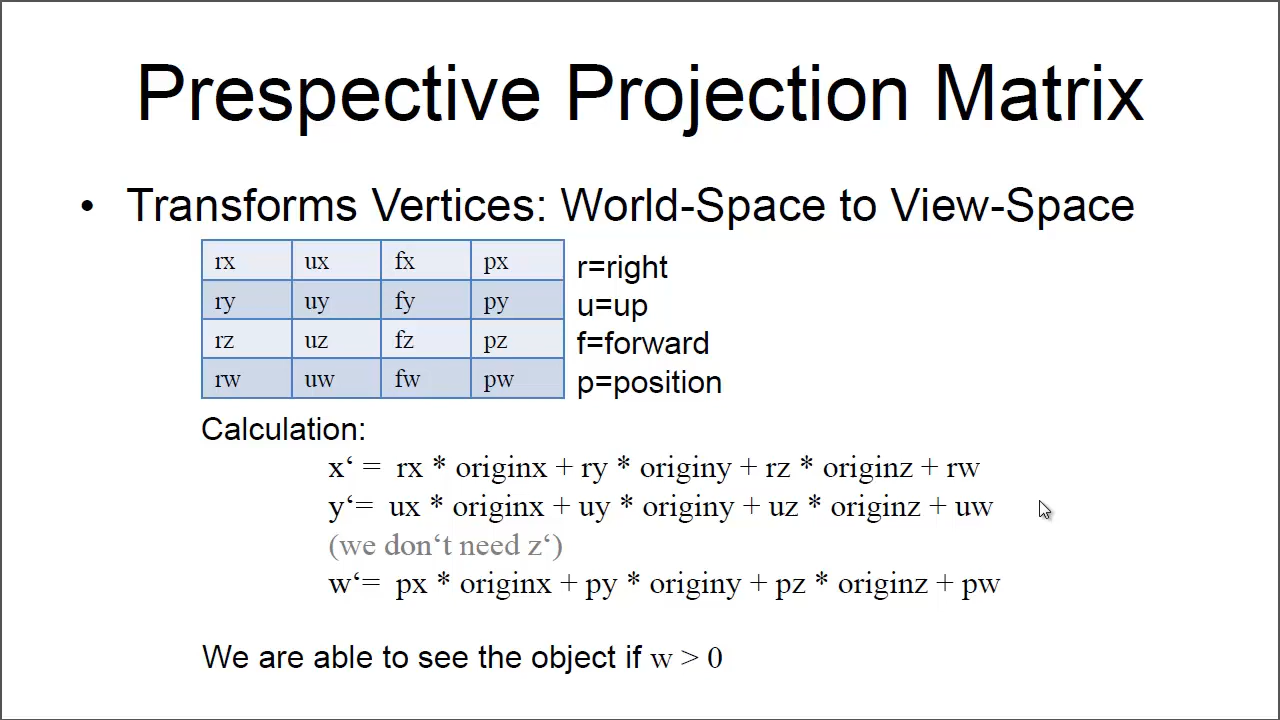 Prespective Projection Matrix
• Transforms Vertices: World-Space to View-Space
rx ux fx px
ry uy fy py
rz uz fz pz
rw uw fw pw
r=right
u=up
f=forward
p=position
Calculation:
x‘ = rx * originx + ry * originy + rz * originz + rw
y‘= ux * originx + uy * originy + uz * originz + uw
(we don‘t need z‘)
w‘= px * originx + py * originy + pz * originz + pw
We are able to see the object if w > 0